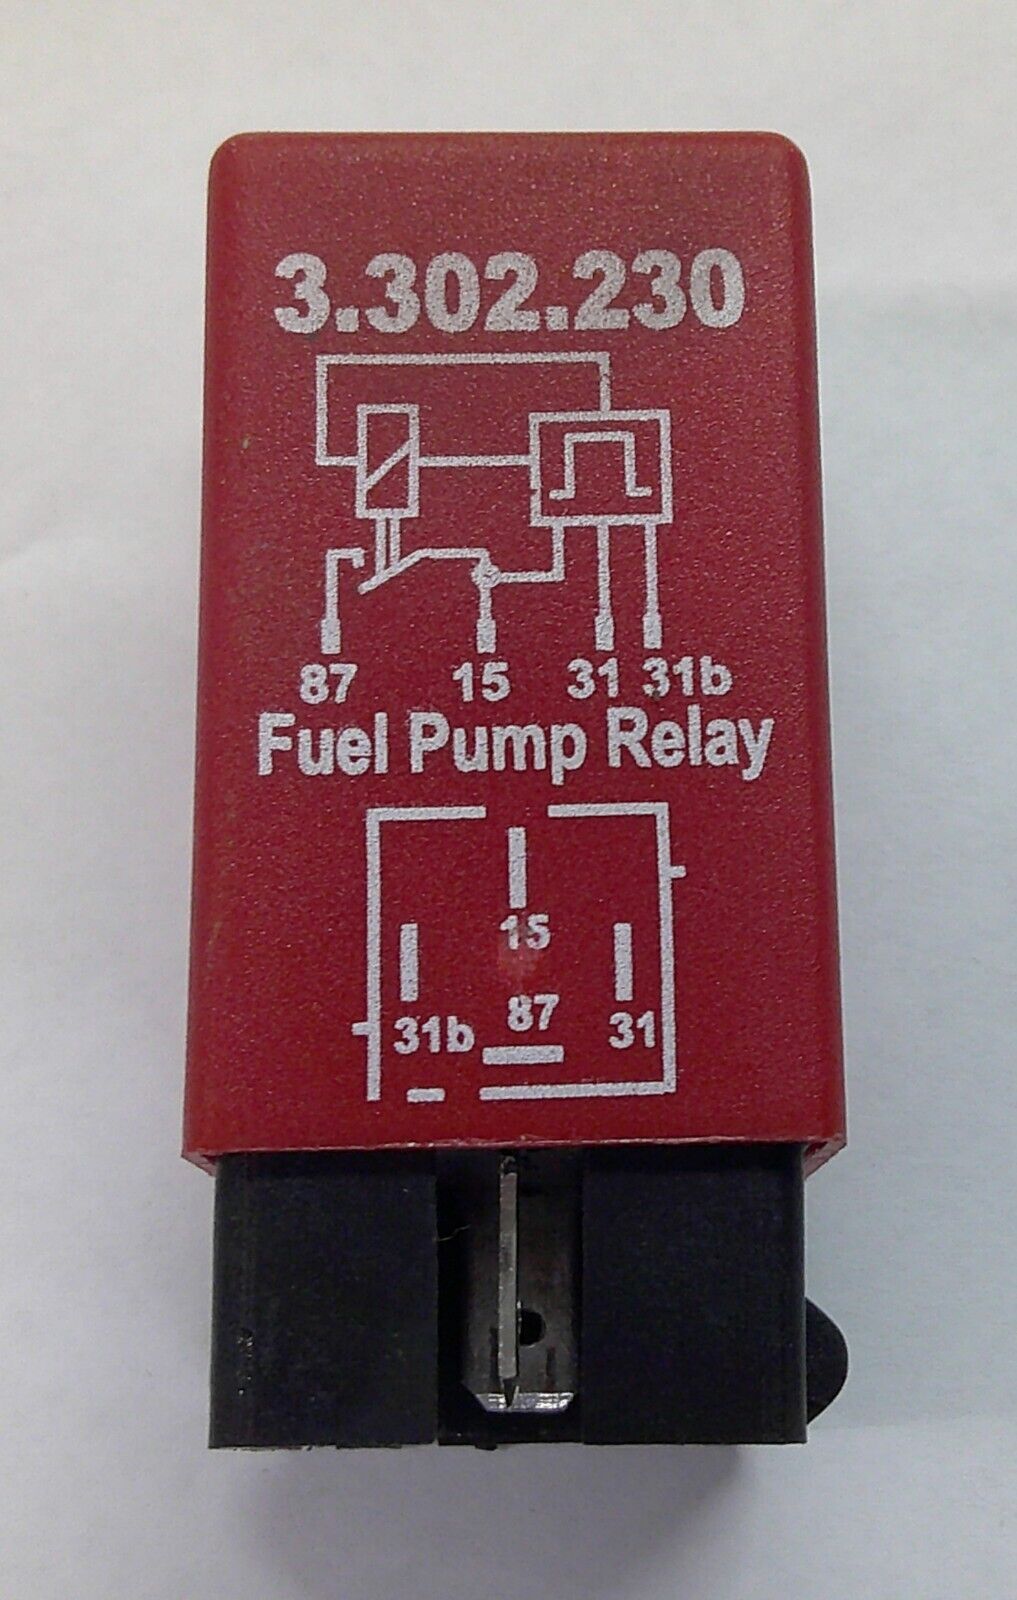 3.302.230
87 15 31 31b
Fuel Pump Relay
15
87
31b 31